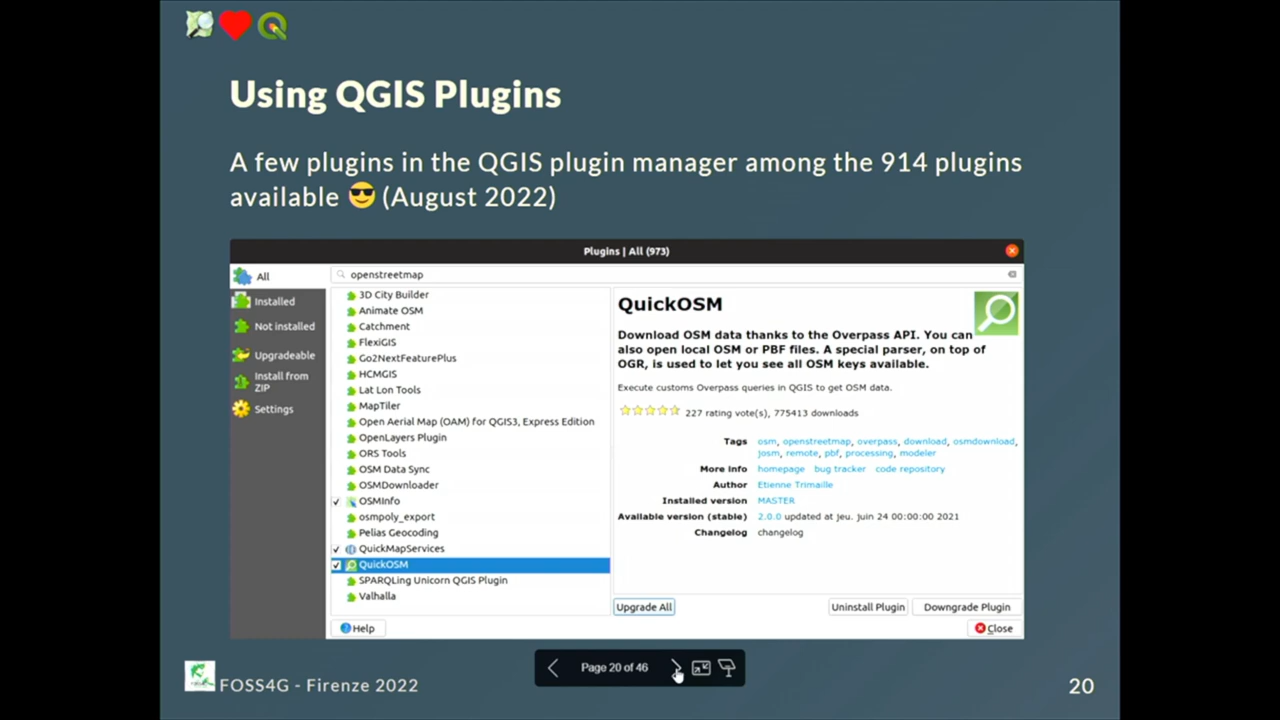 Using QGIS Plugins
A few plugins in the QGIS plugin manager among the 914 plugins
available 😎 (August 2022)
Plugins | All (973)
All
openstreetmap
Installed
Not installed
Upgradeable
Install from
ZIP
Settings
3D City Builder
Animate OSM
Catchment
FlexiGIS
Go2NextFeaturePlus
HCMGIS
Lat Lon Tools
MapTiler
Open Aerial Map (OAM) for QGIS3, Express Edition
OpenLayers Plugin
ORS Tools
OSM Data Sync
OSMDownloader
OSMInfo
osmpoly_export
Pelias Geocoding
QuickMapServices
QuickOSM
SPARQLing Unicorn QGIS Plugin
Valhalla
QuickOSM
Download OSM data thanks to the Overpass API. You can
also open local OSM or PBF files. A special parser, on top of
OGR, is used to let you see all OSM keys available.
Execute customs Overpass queries in QGIS to get OSM data.
227 rating vote(s), 775413 downloads
Tags osm, openstreetmap, overpass, download, osmdownload,
josm, remote, pbf, processing, modeler
More info homepage bug tracker code repository
Author Etienne Trimaille
Installed version MASTER
Available version (stable) 2.0.0 updated at jeu. juin 24 00:00:00 2021
Changelog changelog
Upgrade All Uninstall Plugin Downgrade Plugin
Help Close
Page 20 of 46
FOSS4G - Firenze 2022 20